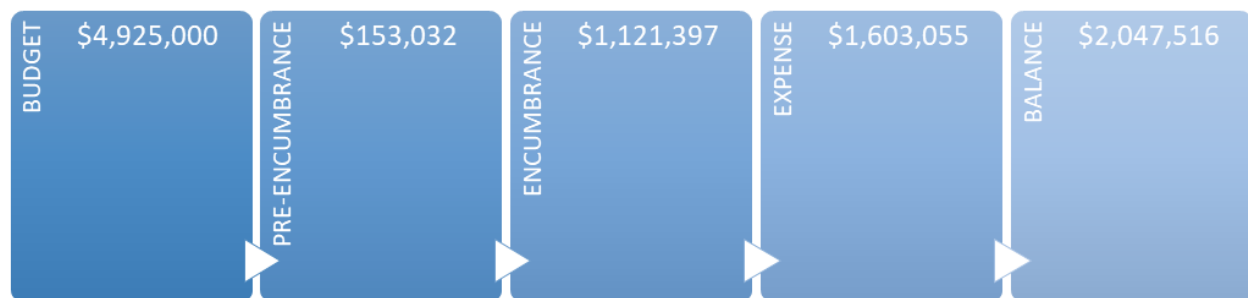 BUDGET
$4,925,000
PRE-ENCUMBRANCE
$153,032
ENCUMBRANCE
$1,121,397
EXPENSE
$1,603,055
BALANCE
$2,047,516